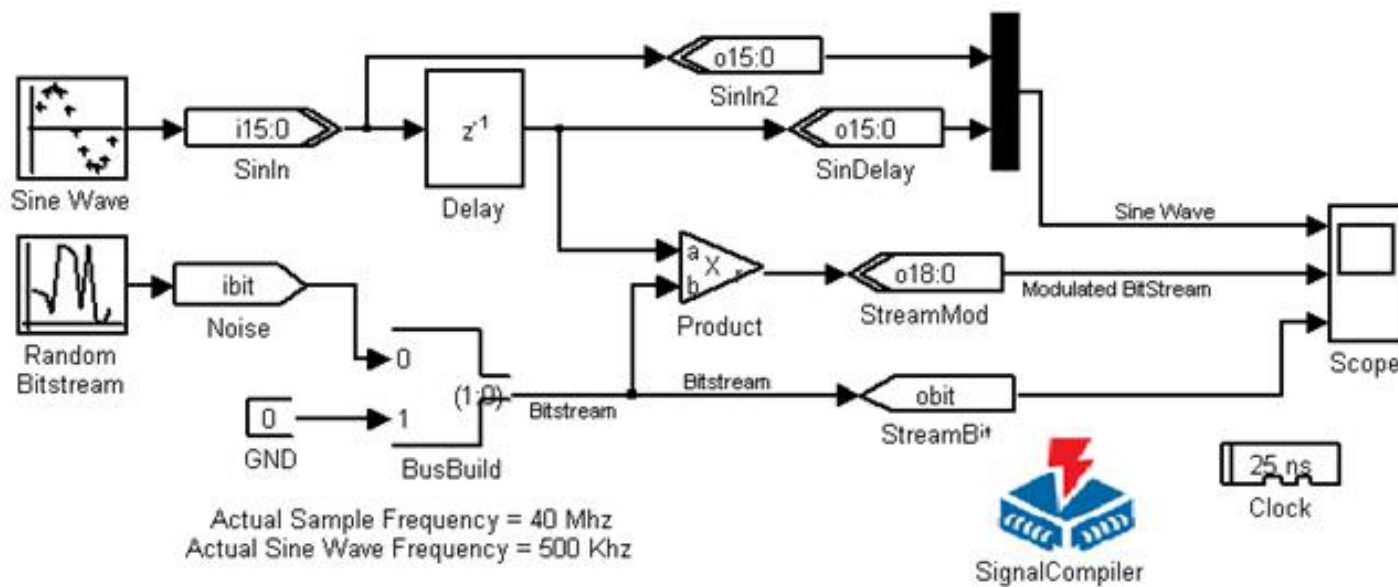 o15:0
SinIn2
i15:0
SinIn
z-1
Delay
o15:0
SinDelay
Sine Wave
Sine Wave
a
b
X
Product
o18:0
StreamMod
Modulated BitStream
Scope
ibit
Noise
Random
Bitstream
0
1
(1:0)
BusBuild
0
GND
Bitstream
Bitstream
obit
StreamBit
25 ns
Clock
Actual Sample Frequency = 40 Mhz
Actual Sine Wave Frequency = 500 Khz
SignalCompiler